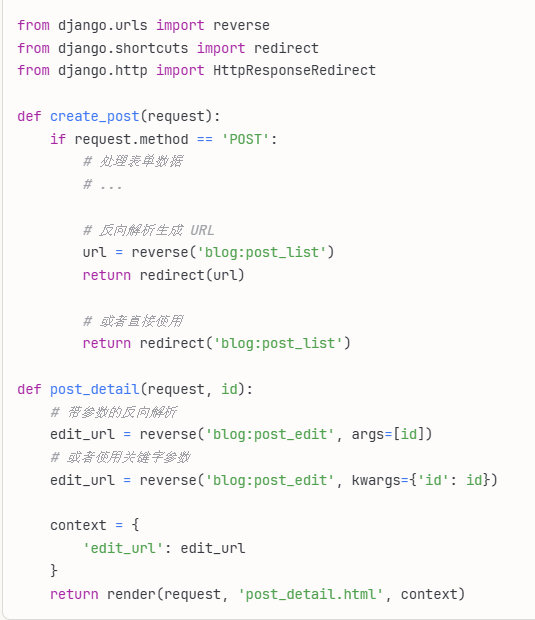 from django.urls import reverse
from django.shortcuts import redirect
from django.http import HttpResponseRedirect

def create_post(request):
    if request.method == 'POST':
        # 处理表单数据
        # ...

        # 反向解析生成 URL
        url = reverse('blog:post_list')
        return redirect(url)

        # 或者直接使用
        return redirect('blog:post_list')

def post_detail(request, id):
    # 带参数的反向解析
    edit_url = reverse('blog:post_edit', args=[id])
    # 或者使用关键字参数
    edit_url = reverse('blog:post_edit', kwargs={'id': id})

    context = {
        'edit_url': edit_url
    }
    return render(request, 'post_detail.html', context)